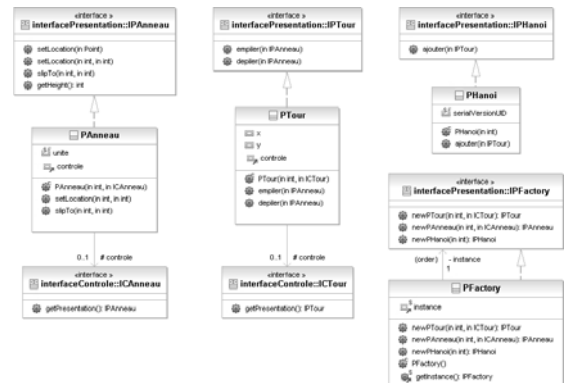 «interface »
interfacePresentation::IPAnneau
setLocation(in Point)
setLocation(in int, in int)
slipTo(in int, in int)
getHeight(): int
PAnneau
unite
controle
PAnneau(in int, in ICAnneau)
setLocation(in int, in int)
slipTo(in int, in int)
0..1
# controle
«interface »
interfaceControle::ICAnneau
getPresentation(): IPAnneau
«interface »
interfacePresentation::IPTour
empiler(in IPAnneau)
depiler(in IPAnneau)
PTour
x
y
controle
PTour(in int, in ICTour)
empiler(in IPAnneau)
depiler(in IPAnneau)
0..1
# controle
«interface »
interfaceControle::ICTour
getPresentation(): IPTour
«interface »
interfacePresentation::IPHanoi
ajouter(in IPTour)
PHanoi
serialVersionUID
PHanoi(in int)
ajouter(in IPTour)
«interface »
interfacePresentation::IPFactory
newPTour(in int, in ICTour): IPTour
newPAnneau(in int, in ICAnneau): IPAnneau
newPHanoi(in int): IPHanoi
{order}
- instance
1
PFactory
instance
newPTour(in int, in ICTour): IPTour
newPAnneau(in int, in ICAnneau): IPAnneau
newPHanoi(in int): IPHanoi
PFactory()
getInstance(): IPFactory